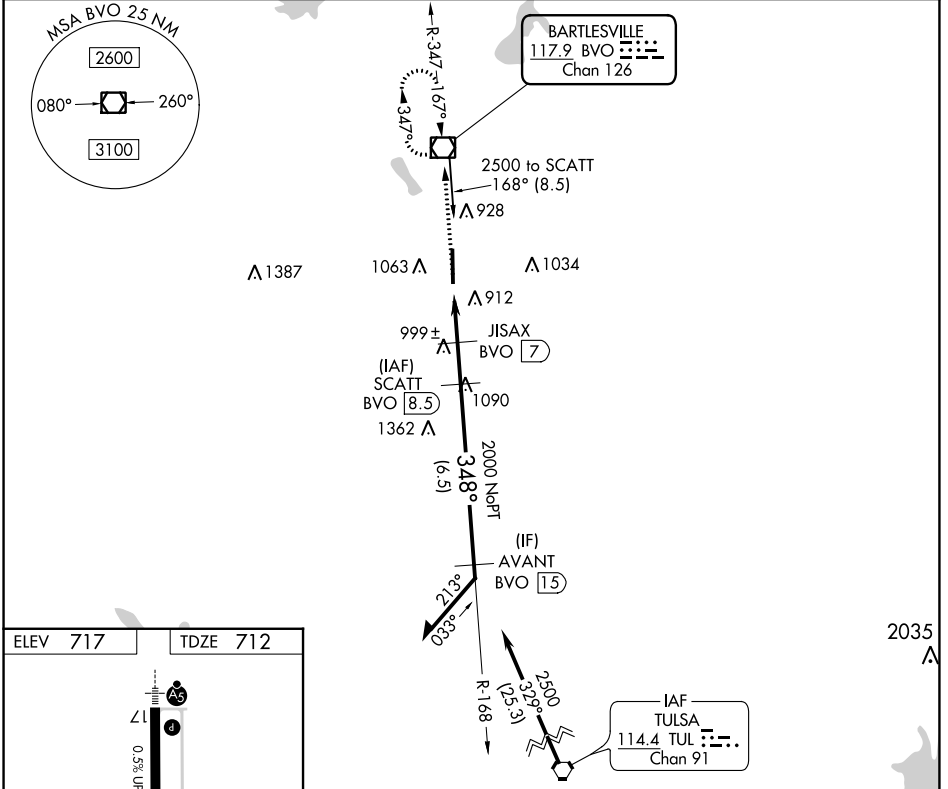 MSA BVO 25 NM
2600
080°
260°
3100
R-347
167°
347°
BARTLESVILLE
117.9 BVO
Chan 126
2500 to SCATT
168° (8.5)
928
1387
1063
1034
912
999±
JISAX
BVO 7
(IAF)
SCATT
BVO 8.5
1090
1362
2000 NoPT
348°
(6.5)
(IF)
AVANT
BVO 15
213°
033°
R-168
2500
329°
(25.3)
2035
IAF
TULSA
114.4 TUL
Chan 91
ELEV 717
TDZE 712
A5
17
P
0.5% UP